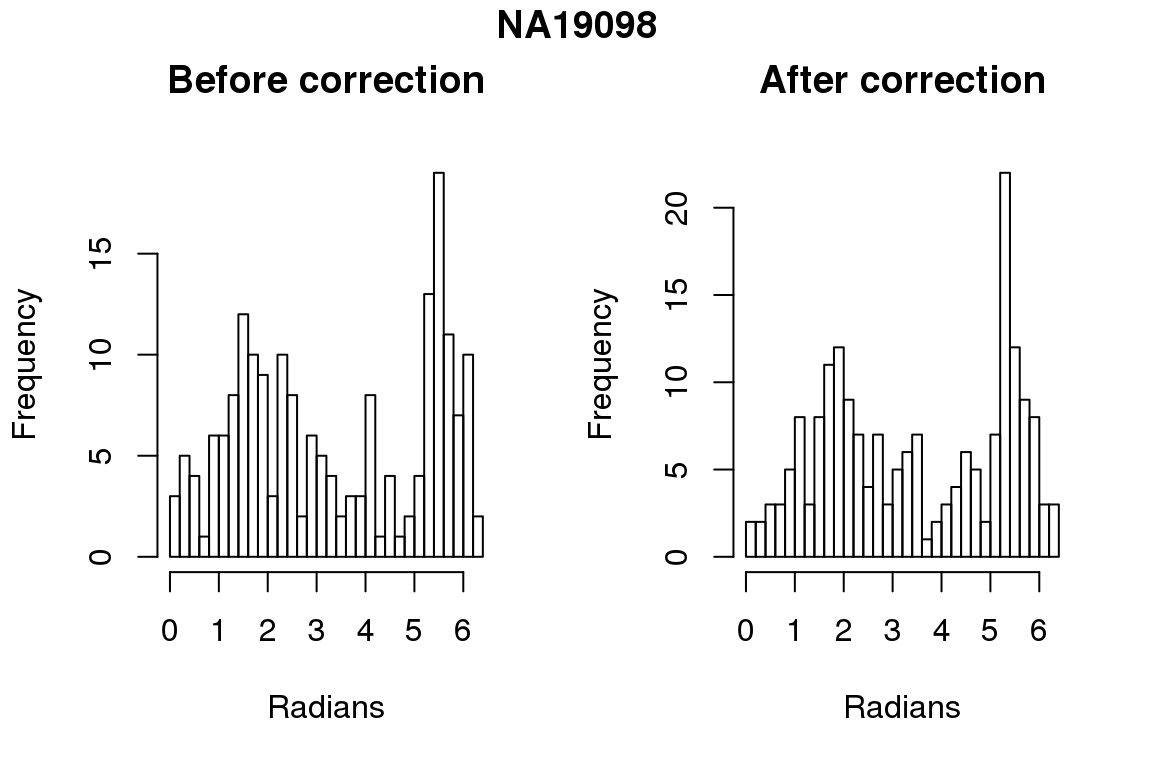 NA19098
Before correction
Frequency
0 5 10 15
0 1 2 3 4 5 6
Radians
After correction
Frequency
0 5 10 15 20
0 1 2 3 4 5 6
Radians